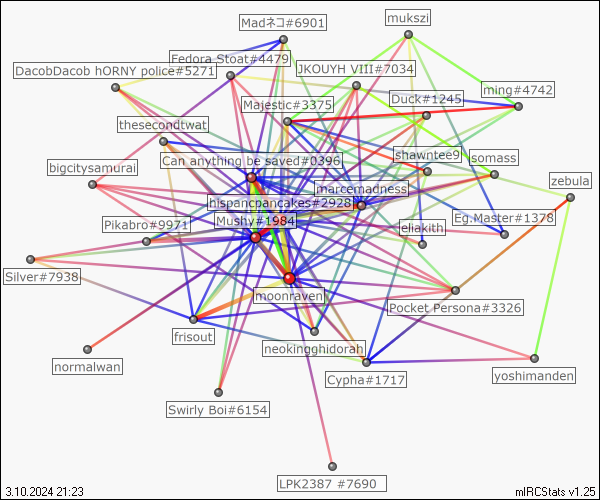 Madネコ#6901
mukszi
Fedora Stoat#4479
DacobDacob hORNY police#5271
JKOUYH VIII#7034
ming#4742
Duck#1245
Majestic#3375
thesecondtwat
shawntee9
somass
Can anything be saved#0396
bigcitysamurai
zebula
marcemadness
hispancpancakes#2928
Mushy#1984
Eg.Master#1378
Pikabro#9971
eliakith
Silver#7938
moonraven
Pocket Persona#3326
frisout
neokingghidorah
normalwan
Cypha#1717
yoshimanden
Swirly Boi#6154
LPK2387 #7690
3.10.2024 21:23
mIRCStats v1.25